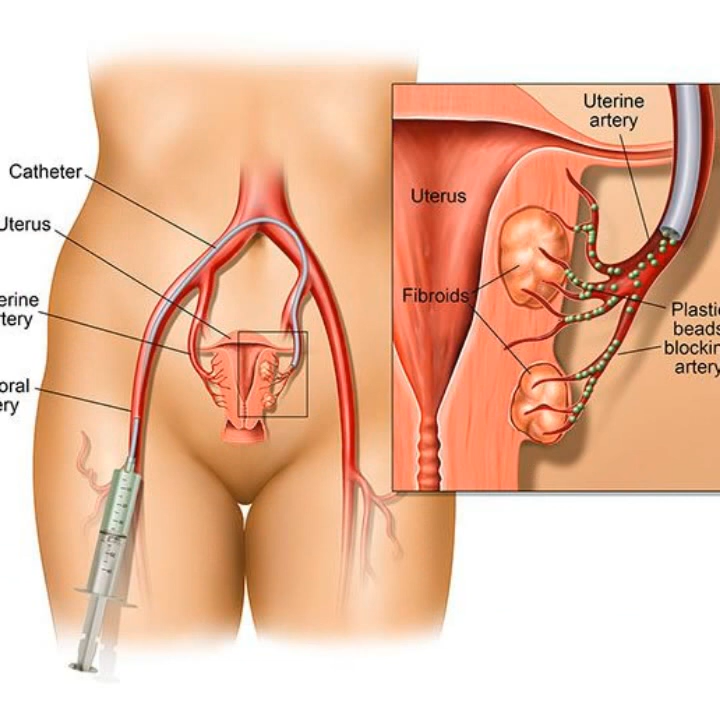 Catheter
Uterus
erine
tery
oral
ery
Uterine
artery
Uterus
Fibroids
Plastic
beads
blockin
artery